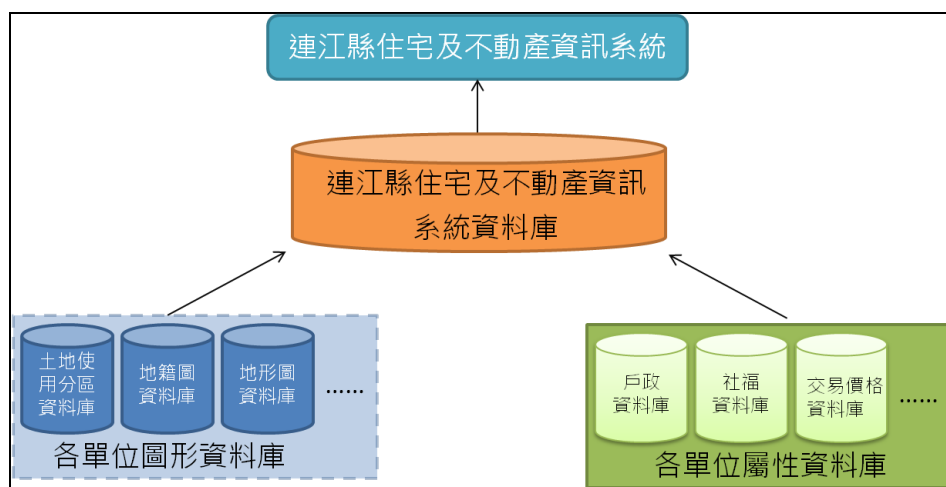 連江縣住宅及不動產資訊系統
連江縣住宅及不動產資訊
系統資料庫
土地使
用分區
資料庫
地籍圖
資料庫
地形圖
資料庫
……
各單位圖形資料庫
戶政
資料庫
社福
資料庫
交易價格
資料庫
……
各單位屬性資料庫